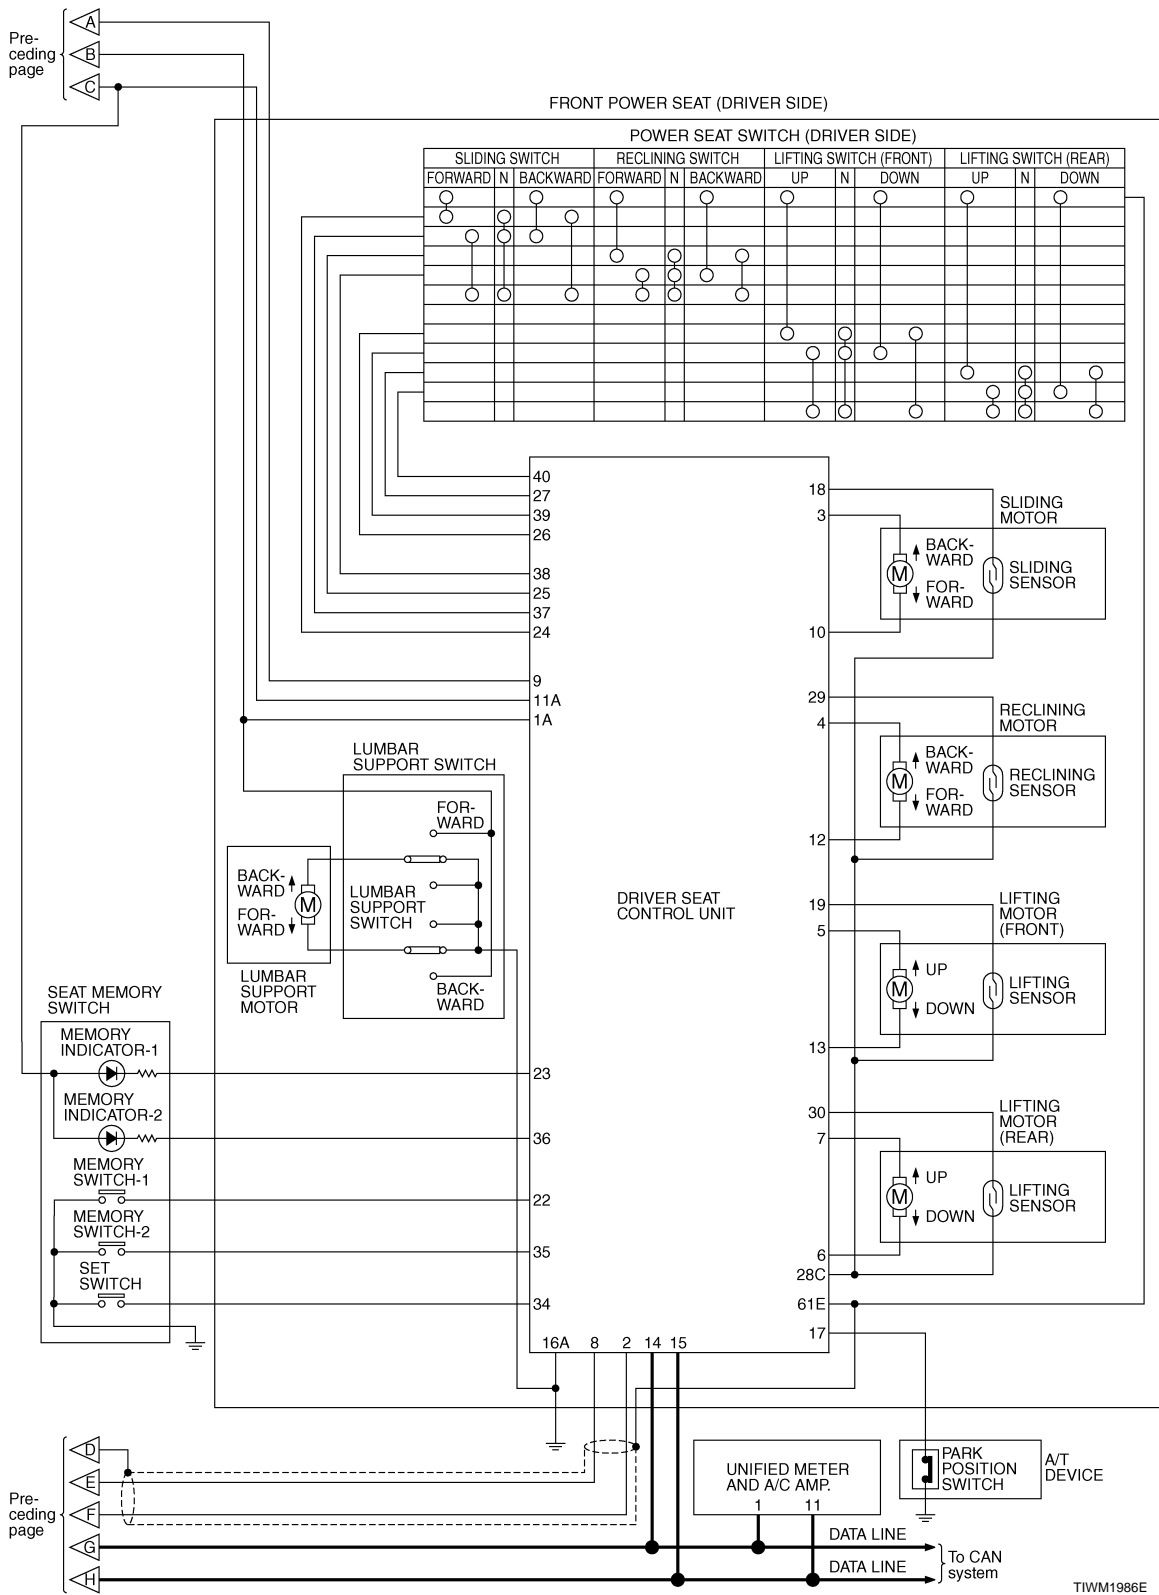 A
Pre-
ceding
page
B
C
FRONT POWER SEAT (DRIVER SIDE)
POWER SEAT SWITCH (DRIVER SIDE)
SLIDING SWITCH RECLINING SWITCH LIFTING SWITCH (FRONT) LIFTING SWITCH (REAR)
FORWARD N BACKWARD FORWARD N BACKWARD UP N DOWN UP N DOWN
40
27
39
26
38
25
37
24
9
11A
1A
18
3
SLIDING
MOTOR
BACK-
WARD
FOR-
WARD
M
SLIDING
SENSOR
10
29
4
RECLINING
MOTOR
BACK-
WARD
FOR-
WARD
M
RECLINING
SENSOR
12
LUMBAR
SUPPORT SWITCH
FOR-
WARD
LUMBAR
SUPPORT
SWITCH
BACK-
WARD
BACK-
WARD
FOR-
WARD
M
LUMBAR
SUPPORT
MOTOR
DRIVER SEAT
CONTROL UNIT
19
5
LIFTING
MOTOR
(FRONT)
UP
M
DOWN
LIFTING
SENSOR
13
30
7
LIFTING
MOTOR
(REAR)
UP
M
DOWN
LIFTING
SENSOR
6
28C
61E
17
SEAT MEMORY
SWITCH
MEMORY
INDICATOR-1
23
MEMORY
INDICATOR-2
36
MEMORY
SWITCH-1
22
MEMORY
SWITCH-2
35
SET
SWITCH
34
16A 8 2 14 15
D
E
Pre-
ceding
page
F
G
H
UNIFIED METER
AND A/C AMP.
1 11
PARK
POSITION
SWITCH
A/T
DEVICE
DATA LINE
DATA LINE
To CAN
system
TIWM1986E